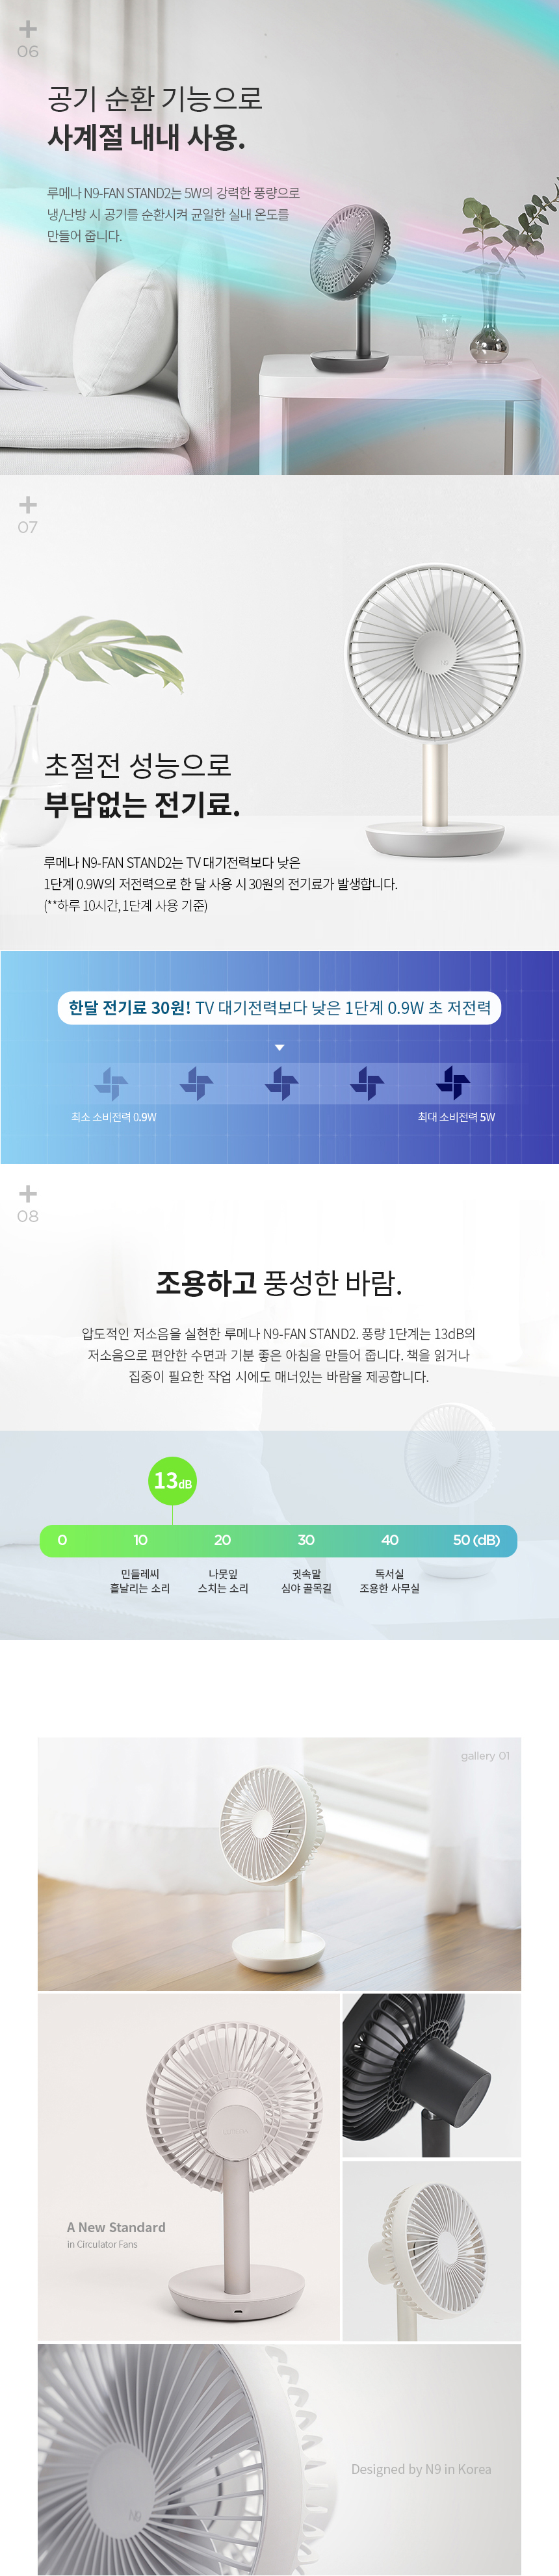 06
공기 순환 기능으로
사계절 내내 사용.
루메나 N9-FAN STAND2는 5W의 강력한 풍량으로
냉/난방 시 공기를 순환시켜 균일한 실내 온도를
만들어 줍니다.
07
초절전 성능으로
부담없는 전기료.
루메나 N9-FAN STAND2는 TV 대기전력보다 낮은
1단계 0.9W의 저전력으로 한 달 사용 시 30원의 전기료가 발생합니다.
(**하루 10시간, 1단계 사용 기준)
한달 전기료 30원! TV 대기전력보다 낮은 1단계 0.9W 초 저전력
최소 소비전력 0.9W 최대 소비전력 5W
08
조용하고 풍성한 바람.
압도적인 저소음을 실현한 루메나 N9-FAN STAND2. 풍량 1단계는 13dB의
저소음으로 편안한 수면과 기분 좋은 아침을 만들어 줍니다. 책을 읽거나
집중이 필요한 작업 시에도 매너있는 바람을 제공합니다.
13dB
0 10 20 30 40 50 (dB)
민들레씨 나뭇잎 귓속말 독서실
흩날리는 소리 스치는 소리 심야 골목길 조용한 사무실
gallery 01
A New Standard
in Circulator Fans
Designed by N9 in Korea
N9